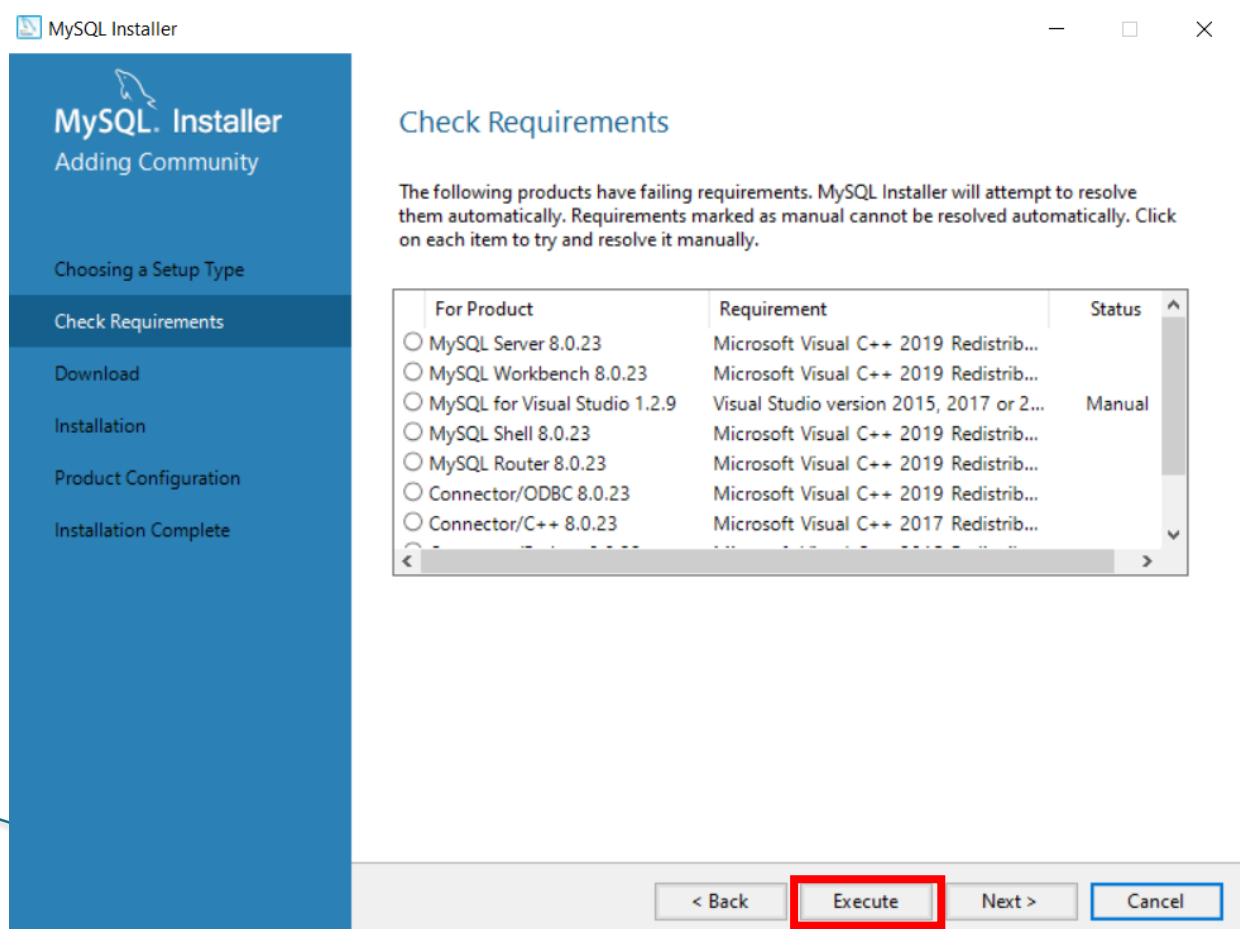 MySQL Installer
MySQL. Installer
Adding Community
Choosing a Setup Type
Check Requirements
Download
Installation
Product Configuration
Installation Complete
Check Requirements
The following products have failing requirements. MySQL Installer will attempt to resolve
them automatically. Requirements marked as manual cannot be resolved automatically. Click
on each item to try and resolve it manually.
For Product Requirement Status
MySQL Server 8.0.23 Microsoft Visual C++ 2019 Redistrib...
MySQL Workbench 8.0.23 Microsoft Visual C++ 2019 Redistrib...
MySQL for Visual Studio 1.2.9 Visual Studio version 2015, 2017 or 2... Manual
MySQL Shell 8.0.23 Microsoft Visual C++ 2019 Redistrib...
MySQL Router 8.0.23 Microsoft Visual C++ 2019 Redistrib...
Connector/ODBC 8.0.23 Microsoft Visual C++ 2019 Redistrib...
Connector/C++ 8.0.23 Microsoft Visual C++ 2017 Redistrib...
< Back Execute Next > Cancel